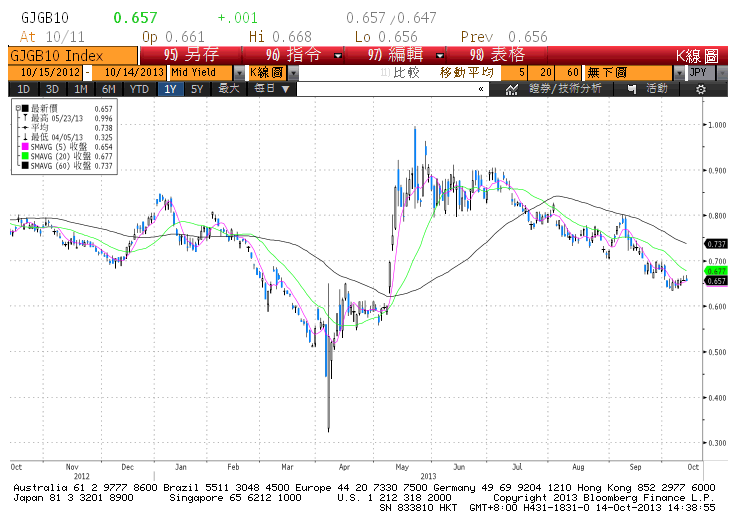 GJGB10 0.657 +.001 0.657/0.647
At 10/11 Op 0.661 Hi 0.668 Lo 0.656 Prev 0.656
GJGB10 Index 95) 另存 96) 指令 97) 編輯 98) 表格 K線圖
10/15/2012 - 10/14/2013 Mid Yield K線圖 比較 移動平均 5 20 60 無下圖 JPY
1D 3D 1M 6M YTD 1Y 5Y 最大 每日 « 證券/技術分析 活動
最新價 0.657
最高 05/23/13 0.996
平均 0.738
最低 04/05/13 0.325
SMAVG (5) 收盤 0.654
SMAVG (20) 收盤 0.677
SMAVG (60) 收盤 0.737
1.000
0.900
0.800
0.737
0.700
0.677
0.657
0.600
0.500
0.400
0.300
Oct Nov Dec Jan Feb Mar Apr May Jun Jul Aug Sep Oct
2012 2013
Australia 61 2 9777 8600 Brazil 5511 3048 4500 Europe 44 20 7330 7500 Germany 49 69 9204 1210 Hong Kong 852 2977 6000
Japan 81 3 3201 8900 Singapore 65 6212 1000 U.S. 1 212 318 2000 Copyright 2013 Bloomberg Finance L.P.
SN 833810 HKT GMT+8:00 H431-1831-0 14-Oct-2013 14:38:55